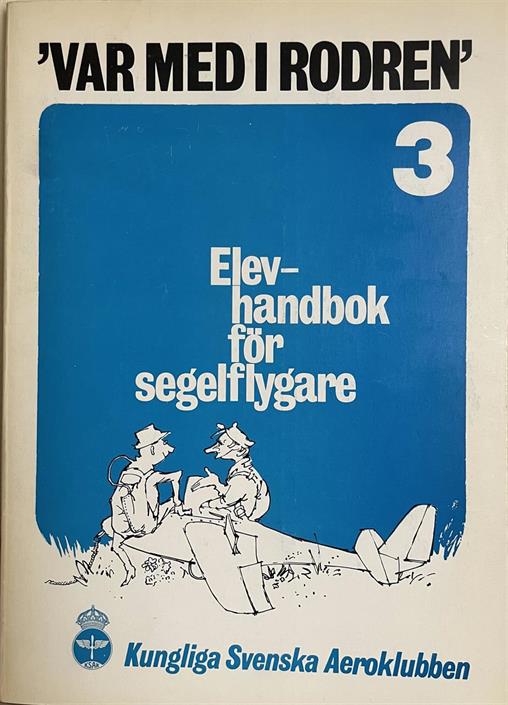 'VAR MED I RODREN'
3
Elev-
handbok
för
segelflygare
KSAK
Kungliga Svenska Aeroklubben